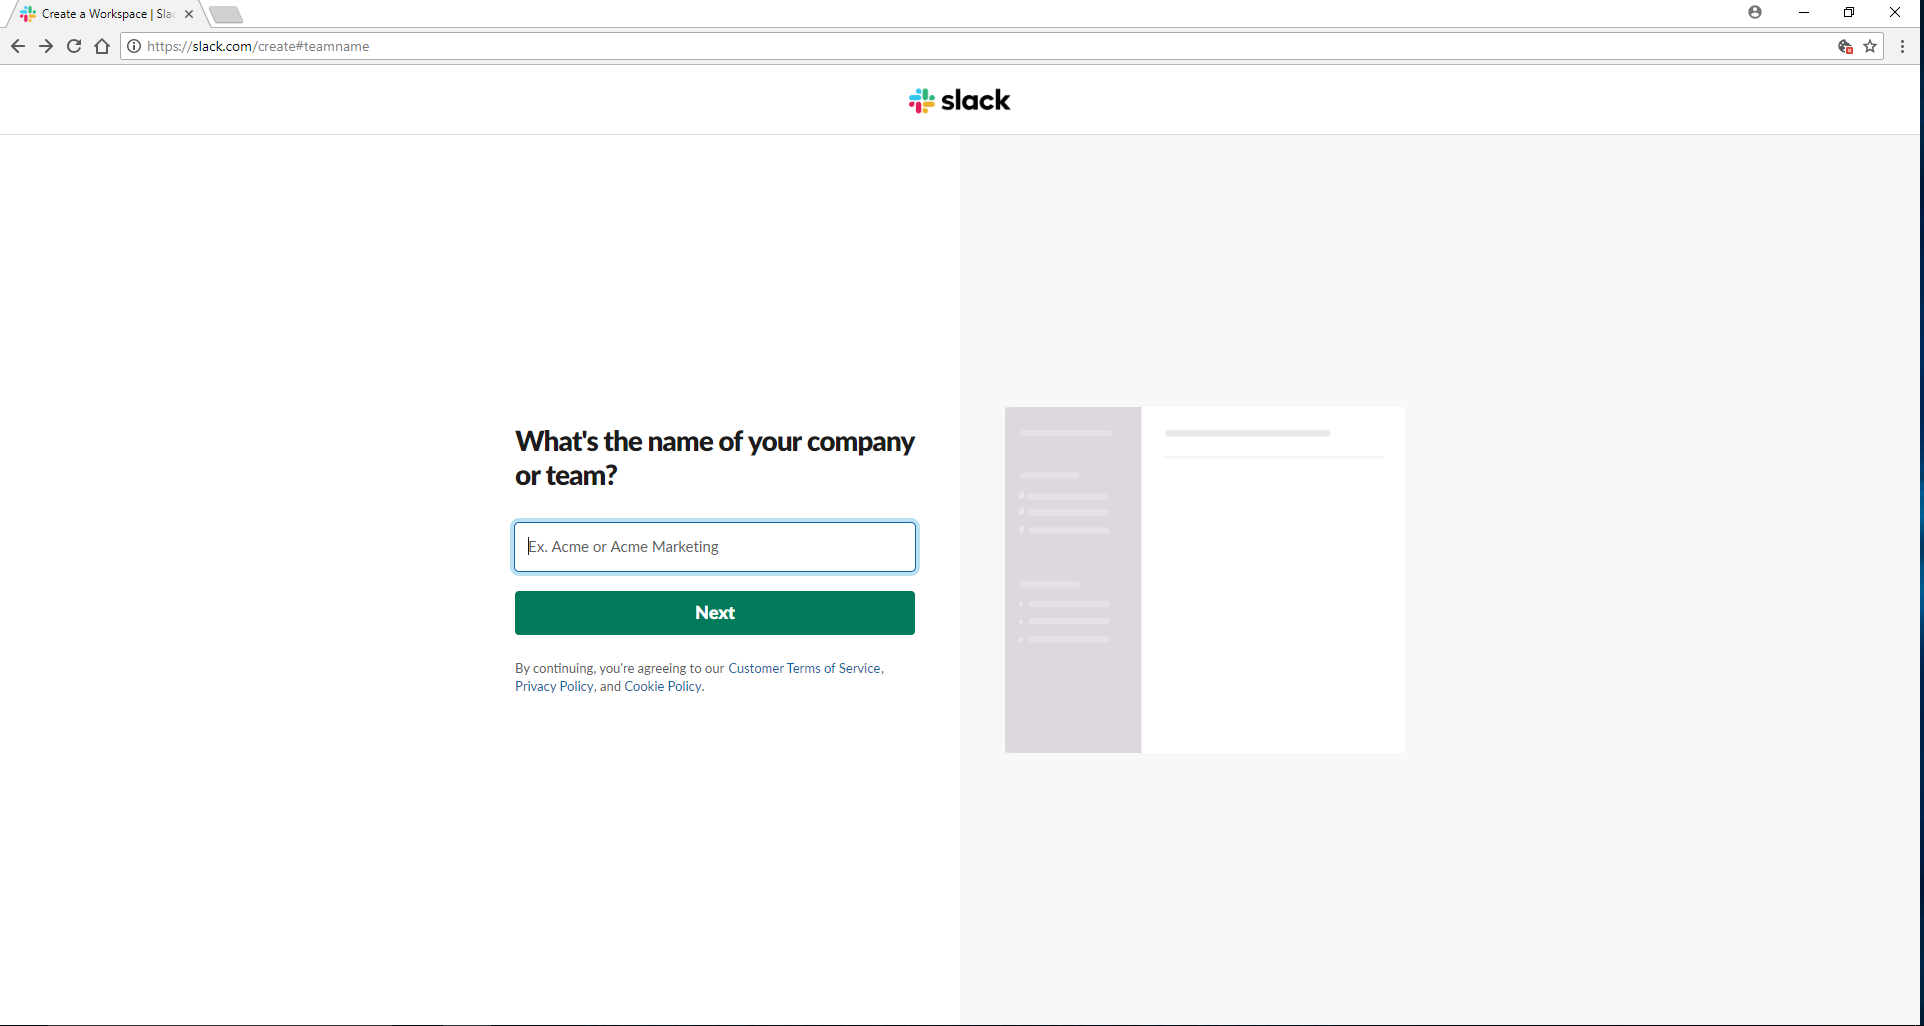 Create a Workspace | Sla
https://slack.com/create#teamname
slack
What's the name of your company
or team?
Ex. Acme or Acme Marketing
Next
By continuing, you're agreeing to our Customer Terms of Service,
Privacy Policy, and Cookie Policy.